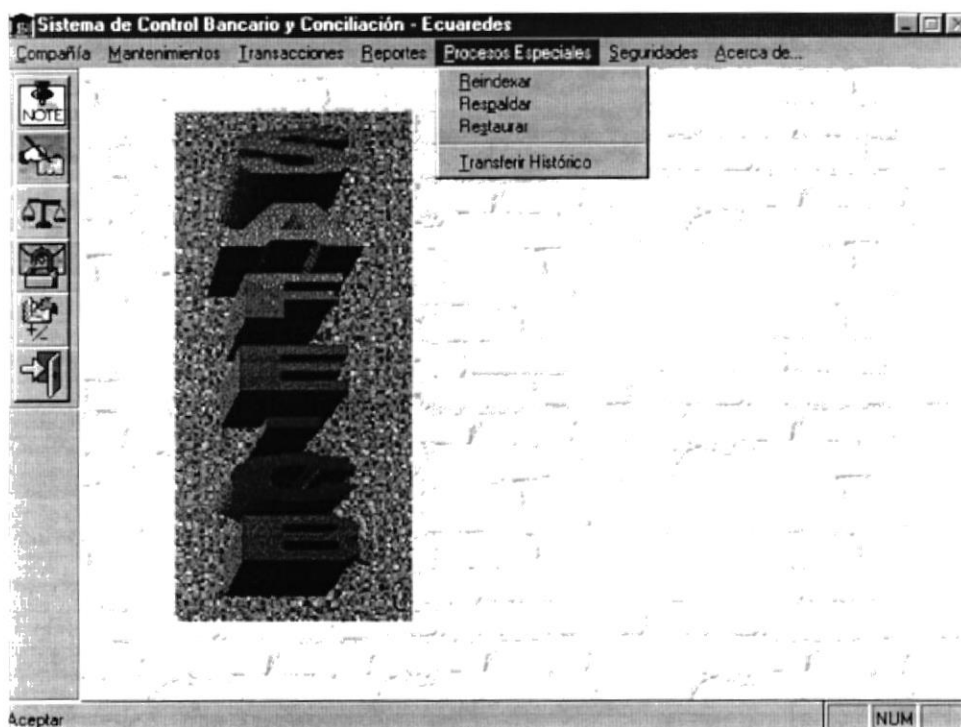 Sistema de Control Bancario y Conciliación - Ecuaredes
Compañía Mantenimientos Transacciones Reportes Procesos Especiales Seguridades Acerca de...
Reindexar
Respaldar
Restaurar
Transferir Histórico
NOTE
Aceptar NUM